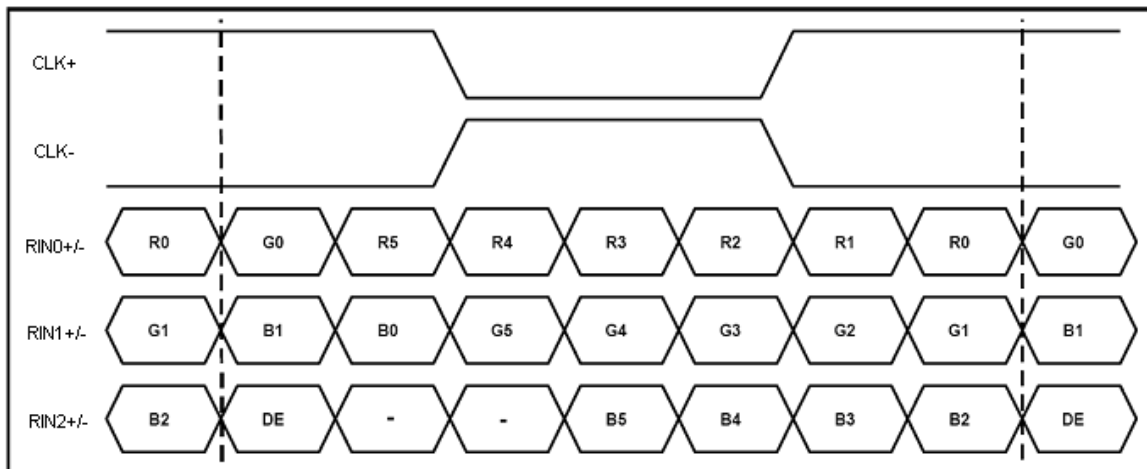 CLK+
CLK-
RIN0+/- R0 G0 R5 R4 R3 R2 R1 R0 G0
RIN1+/- G1 B1 B0 G5 G4 G3 G2 G1 B1
RIN2+/- B2 DE - - B5 B4 B3 B2 DE